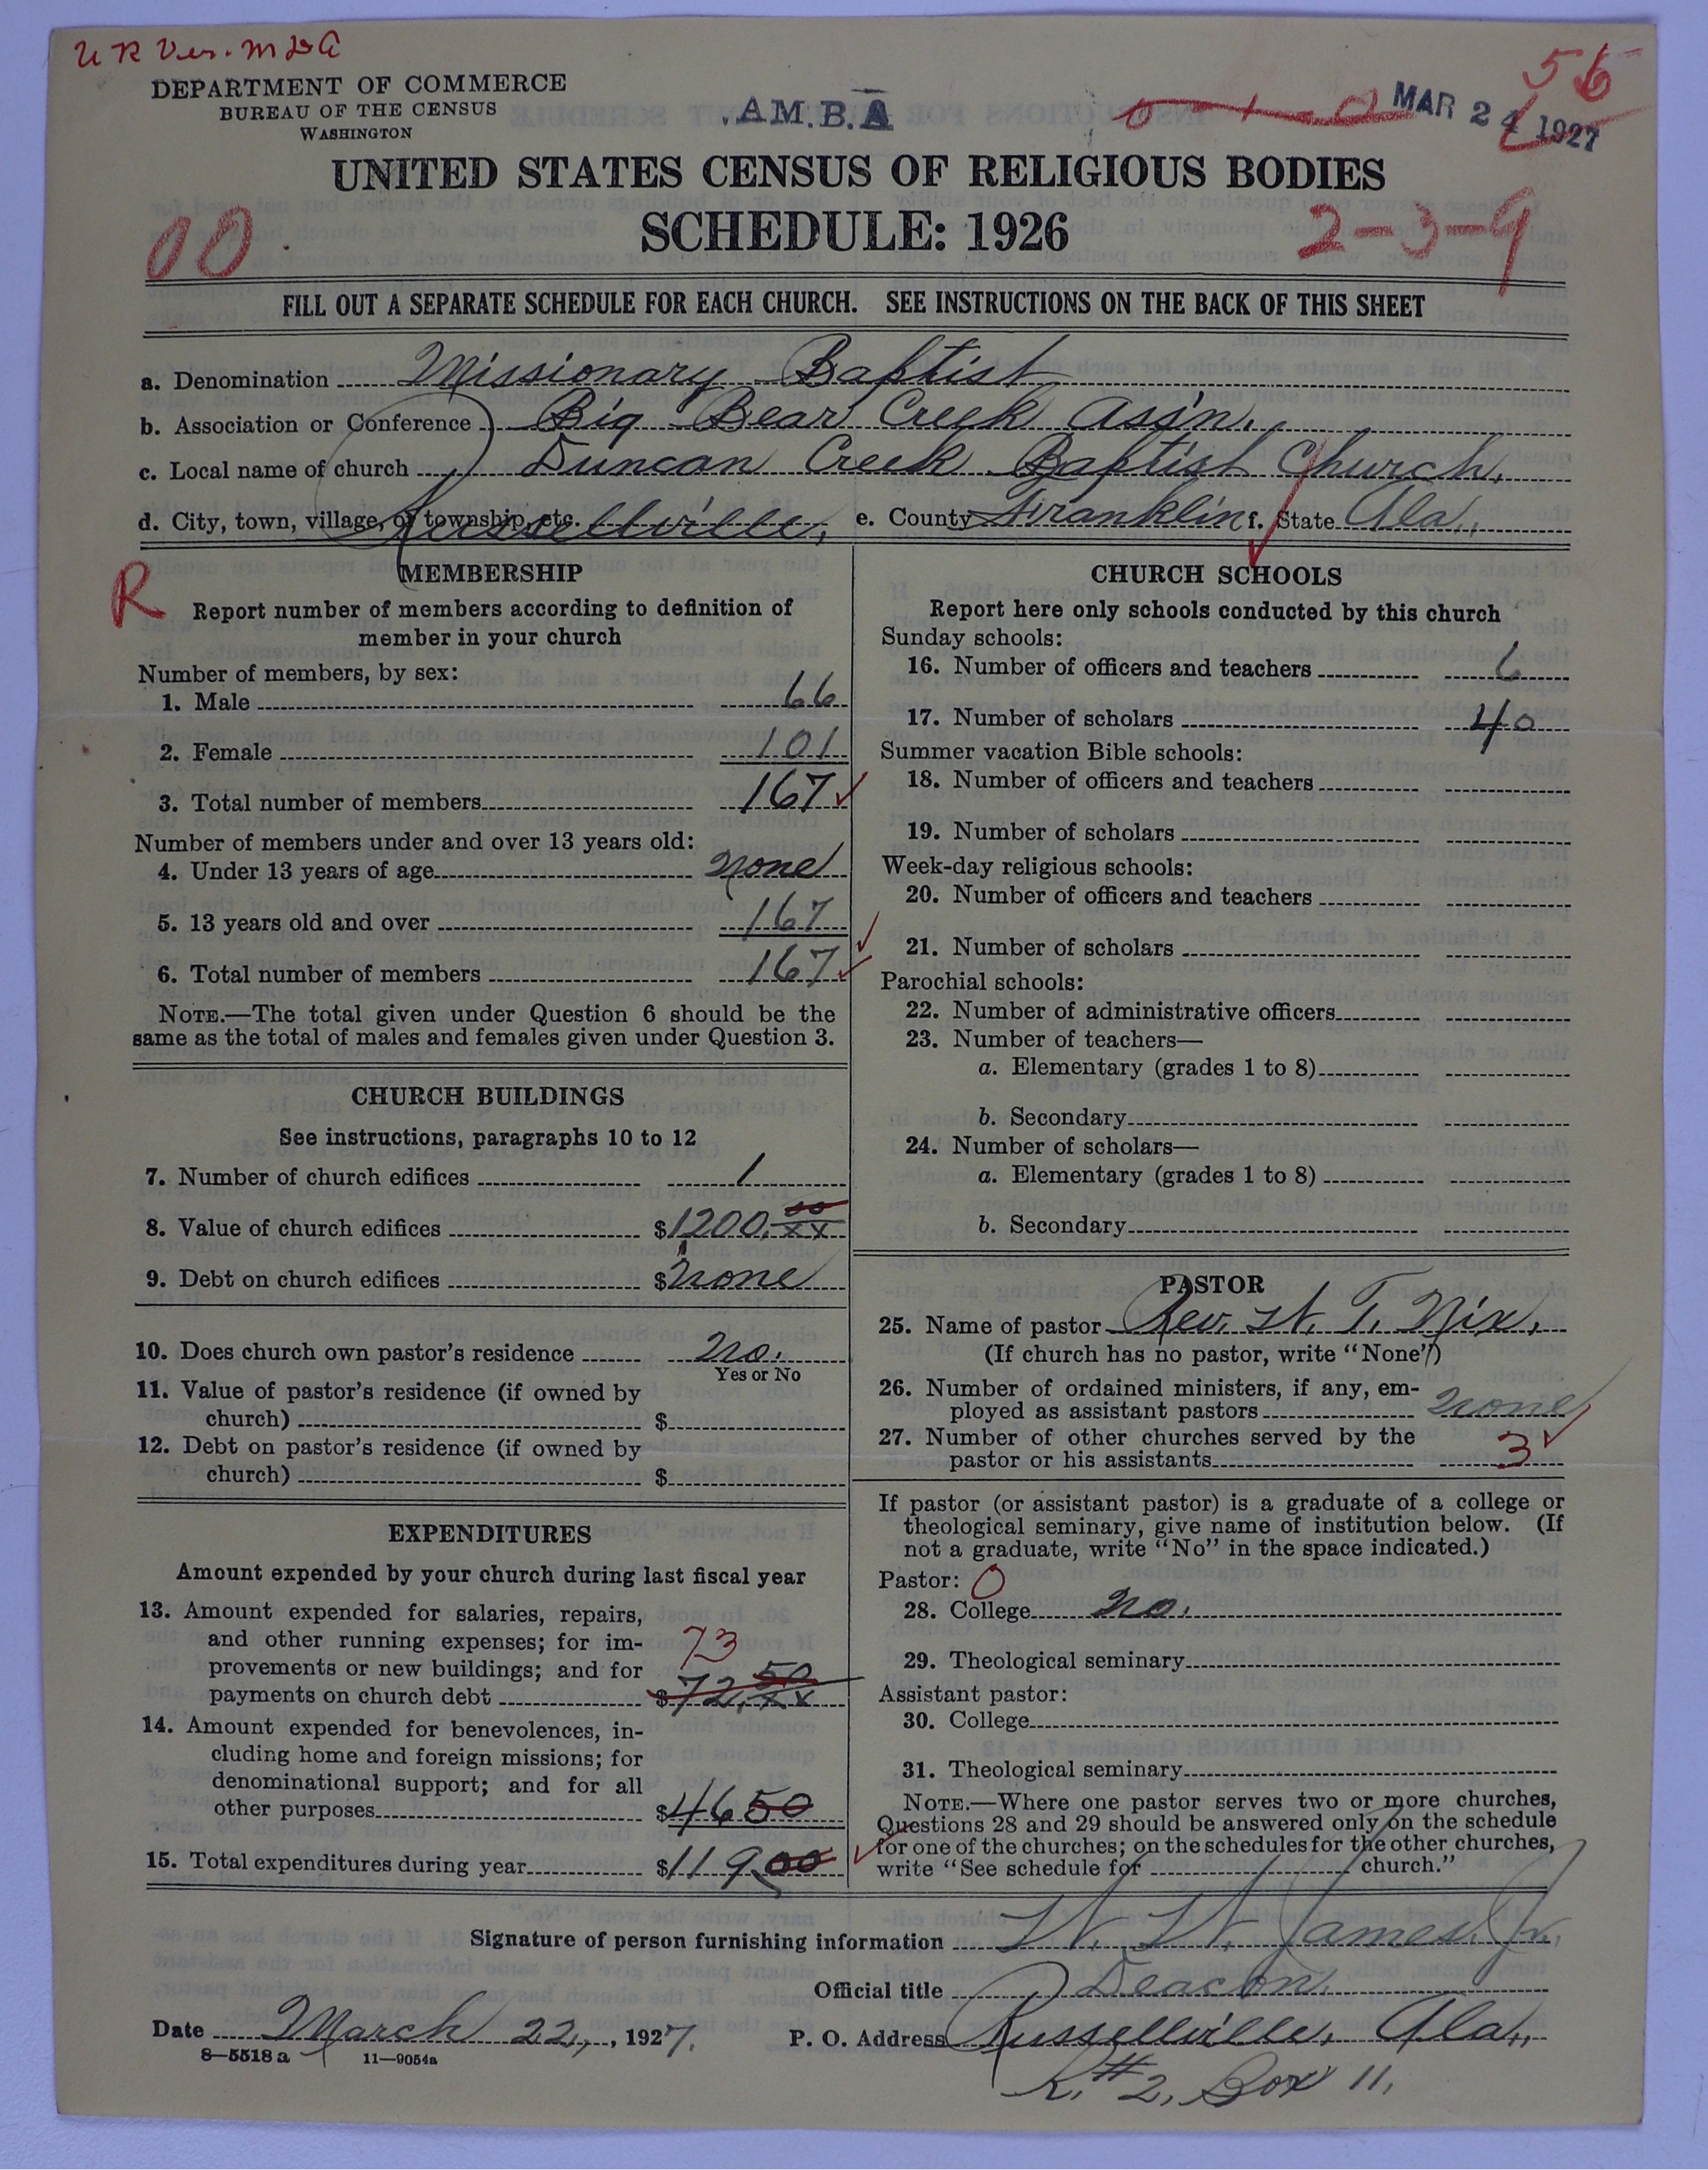 U R Ver. M & A
DEPARTMENT OF COMMERCE
BUREAU OF THE CENSUS
WASHINGTON
A.M.B.A
0 — 1 — 0
MAR 24 1927
56
UNITED STATES CENSUS OF RELIGIOUS BODIES
SCHEDULE: 1926
00
2-3-9
FILL OUT A SEPARATE SCHEDULE FOR EACH CHURCH. SEE INSTRUCTIONS ON THE BACK OF THIS SHEET
a. Denomination Missionary Baptist
b. Association or Conference Big Bear Creek Ass'n.
c. Local name of church Duncan Creek Baptist Church.
d. City, town, village, or township, etc. Russellville, e. County Franklin f. State Ala.
R
MEMBERSHIP
Report number of members according to definition of
member in your church
Number of members, by sex:
1. Male 66
2. Female 101
3. Total number of members 167
Number of members under and over 13 years old:
4. Under 13 years of age none
5. 13 years old and over 167
6. Total number of members 167
NOTE.—The total given under Question 6 should be the
same as the total of males and females given under Question 3.
CHURCH BUILDINGS
See instructions, paragraphs 10 to 12
7. Number of church edifices 1
8. Value of church edifices $1200.00/xx
9. Debt on church edifices $none
10. Does church own pastor's residence no.
Yes or No
11. Value of pastor's residence (if owned by
church) $
12. Debt on pastor's residence (if owned by
church) $
EXPENDITURES
Amount expended by your church during last fiscal year
13. Amount expended for salaries, repairs,
and other running expenses; for im-
provements or new buildings; and for 73
payments on church debt $72.50/xx
14. Amount expended for benevolences, in-
cluding home and foreign missions; for
denominational support; and for all
other purposes $46 50
15. Total expenditures during year $119.00
CHURCH SCHOOLS
Report here only schools conducted by this church
Sunday schools:
16. Number of officers and teachers 6
17. Number of scholars 40
Summer vacation Bible schools:
18. Number of officers and teachers
19. Number of scholars
Week-day religious schools:
20. Number of officers and teachers
21. Number of scholars
Parochial schools:
22. Number of administrative officers
23. Number of teachers—
a. Elementary (grades 1 to 8)
b. Secondary
24. Number of scholars—
a. Elementary (grades 1 to 8)
b. Secondary
PASTOR
25. Name of pastor Rev. T. Nix.
(If church has no pastor, write "None")
26. Number of ordained ministers, if any, em-
ployed as assistant pastors none
27. Number of other churches served by the
pastor or his assistants 3
If pastor (or assistant pastor) is a graduate of a college or
theological seminary, give name of institution below. (If
not a graduate, write "No" in the space indicated.)
Pastor: 0
28. College no.
29. Theological seminary
Assistant pastor:
30. College
31. Theological seminary
NOTE.—Where one pastor serves two or more churches,
Questions 28 and 29 should be answered only on the schedule
for one of the churches; on the schedules for the other churches,
write "See schedule for church."
Signature of person furnishing information James. Jr.
Official title Deacon.
Date March 22, 1927. P. O. Address Russellville, Ala.,
R. #2, Box 11.
8—5518a 11—9054a